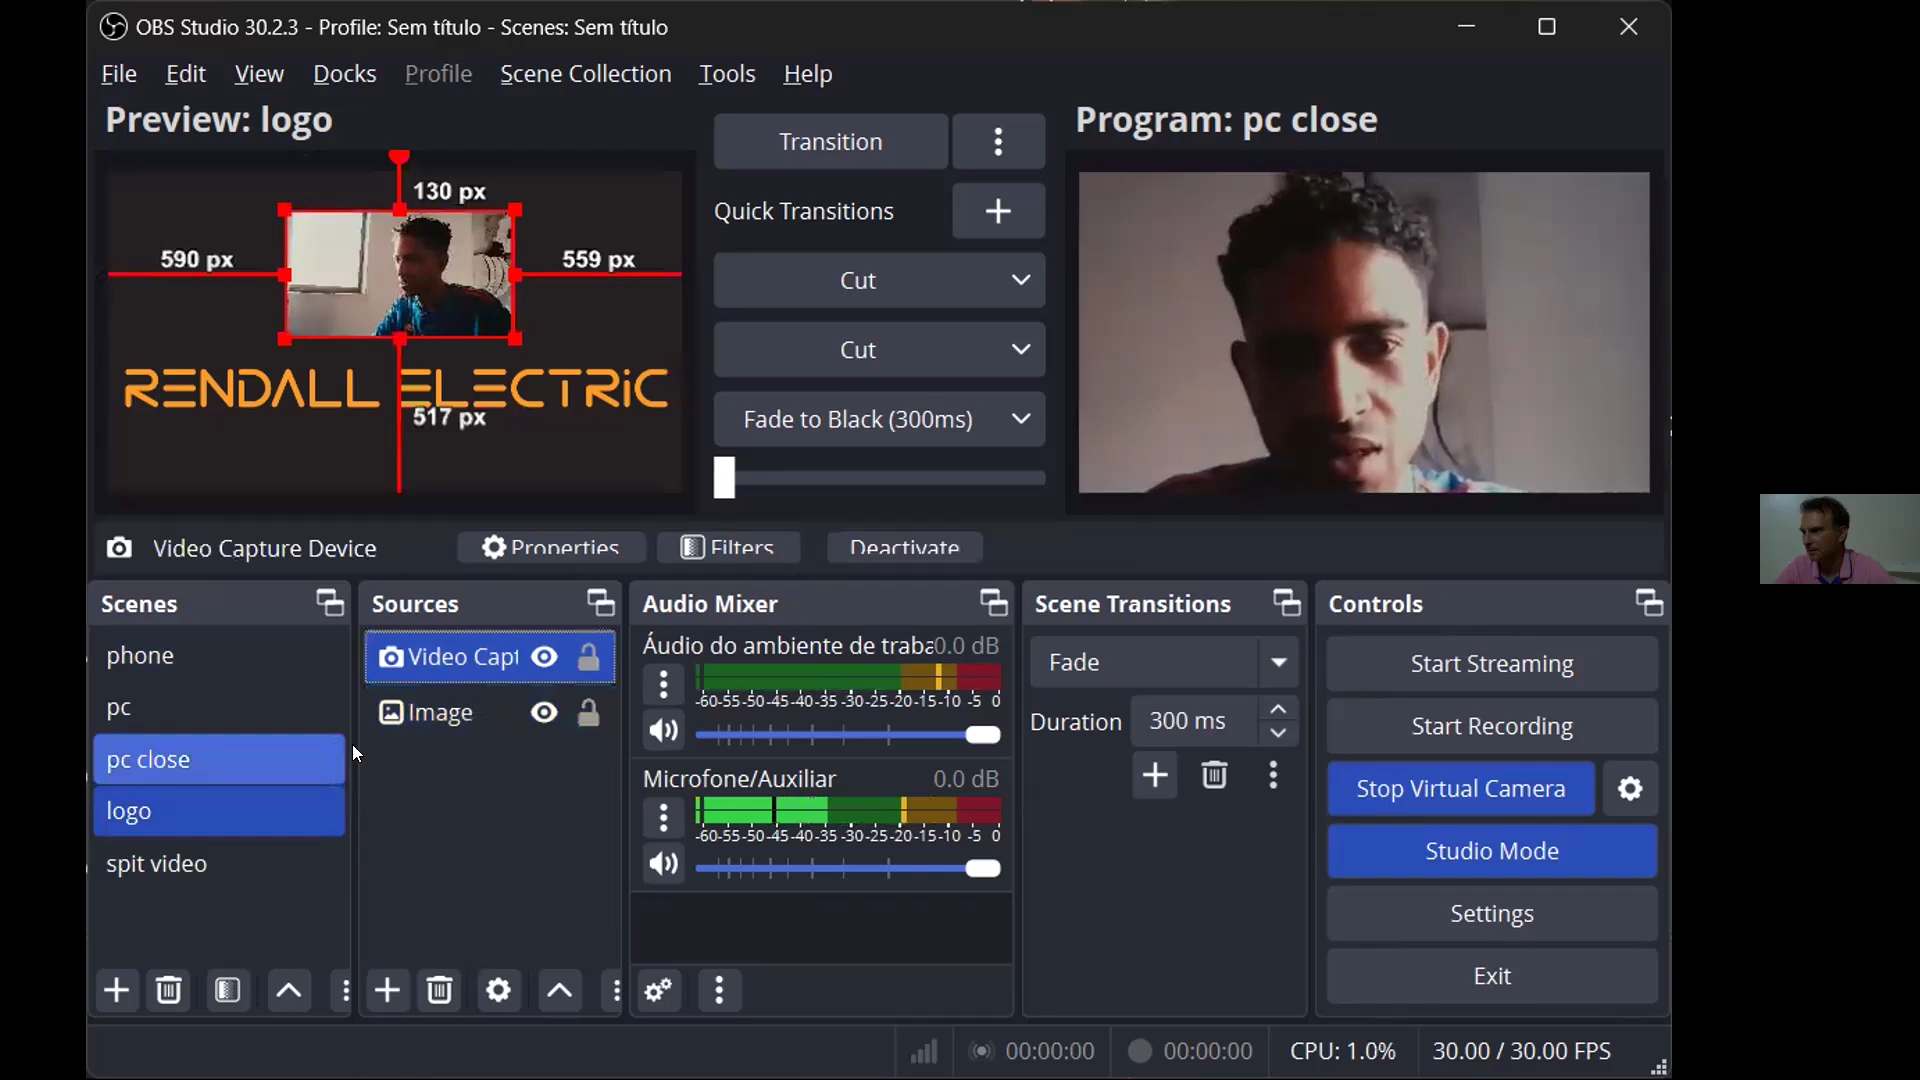 OBS Studio 30.2.3 - Profile: Sem título - Scenes: Sem título
File Edit View Docks Profile Scene Collection Tools Help
Preview: logo
130 px
590 px
559 px
RENDALL ELECTRIC
517 px
Transition
Quick Transitions
Cut
Cut
Fade to Black (300ms)
Program: pc close
Video Capture Device
Properties
Filters
Deactivate
Scenes
phone
pc
pc close
logo
spit video
Sources
Video Capt
Image
Audio Mixer
Áudio do ambiente de traba 0.0 dB
-60 -55 -50 -45 -40 -35 -30 -25 -20 -15 -10 -5 0
Microfone/Auxiliar 0.0 dB
-60 -55 -50 -45 -40 -35 -30 -25 -20 -15 -10 -5 0
Scene Transitions
Fade
Duration 300 ms
Controls
Start Streaming
Start Recording
Stop Virtual Camera
Studio Mode
Settings
Exit
00:00:00 00:00:00 CPU: 1.0% 30.00 / 30.00 FPS